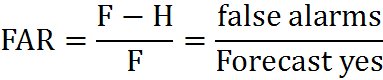 FAR = F − H / F = false alarms / Forecast yes